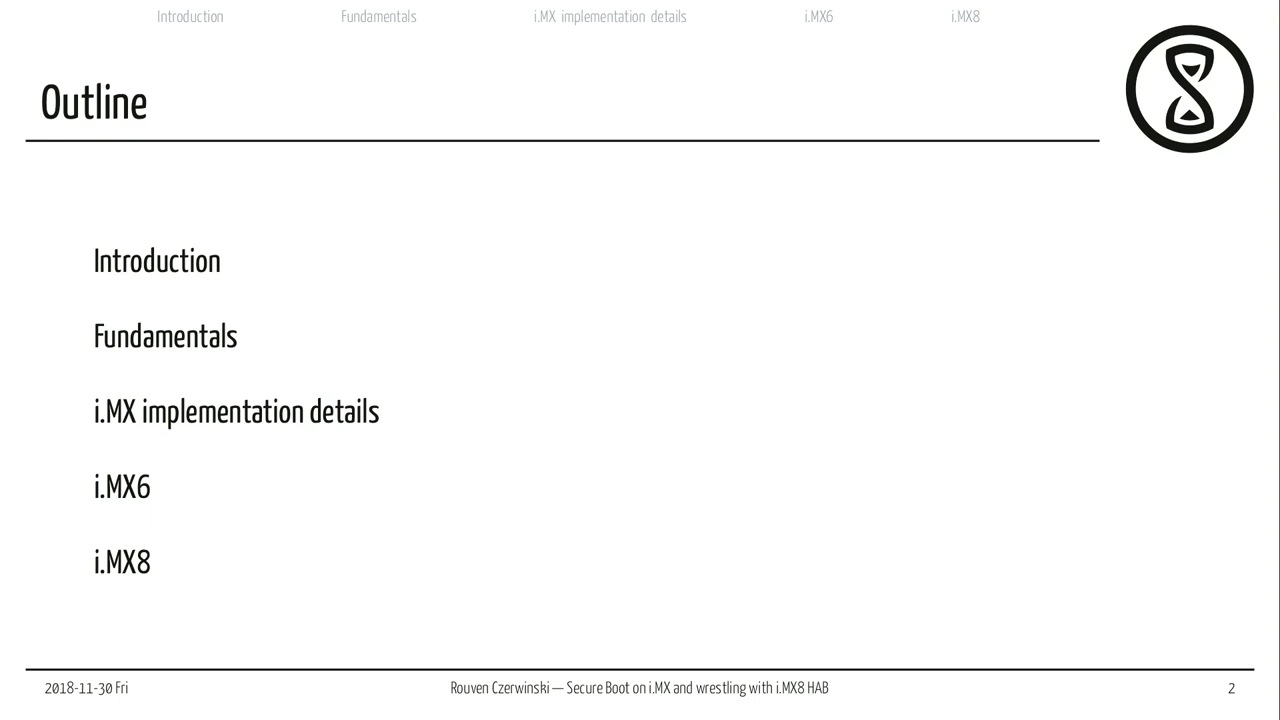 Introduction Fundamentals i.MX implementation details i.MX6 i.MX8
Outline
Introduction
Fundamentals
i.MX implementation details
i.MX6
i.MX8
2018-11-30 Fri Rouven Czerwinski — Secure Boot on i.MX and wrestling with i.MX8 HAB 2